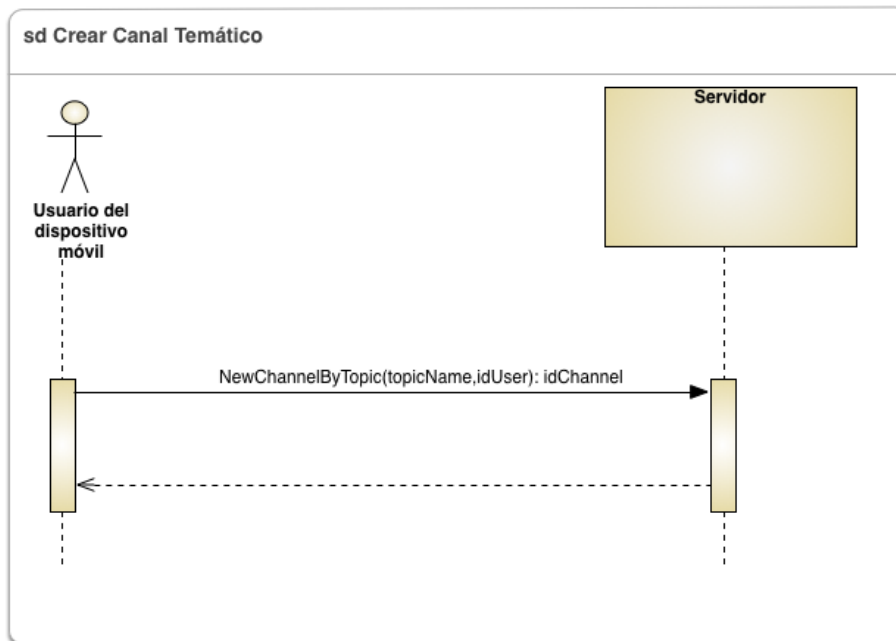 sd Crear Canal Temático
Servidor
Usuario del
dispositivo
móvil
NewChannelByTopic(topicName,idUser): idChannel